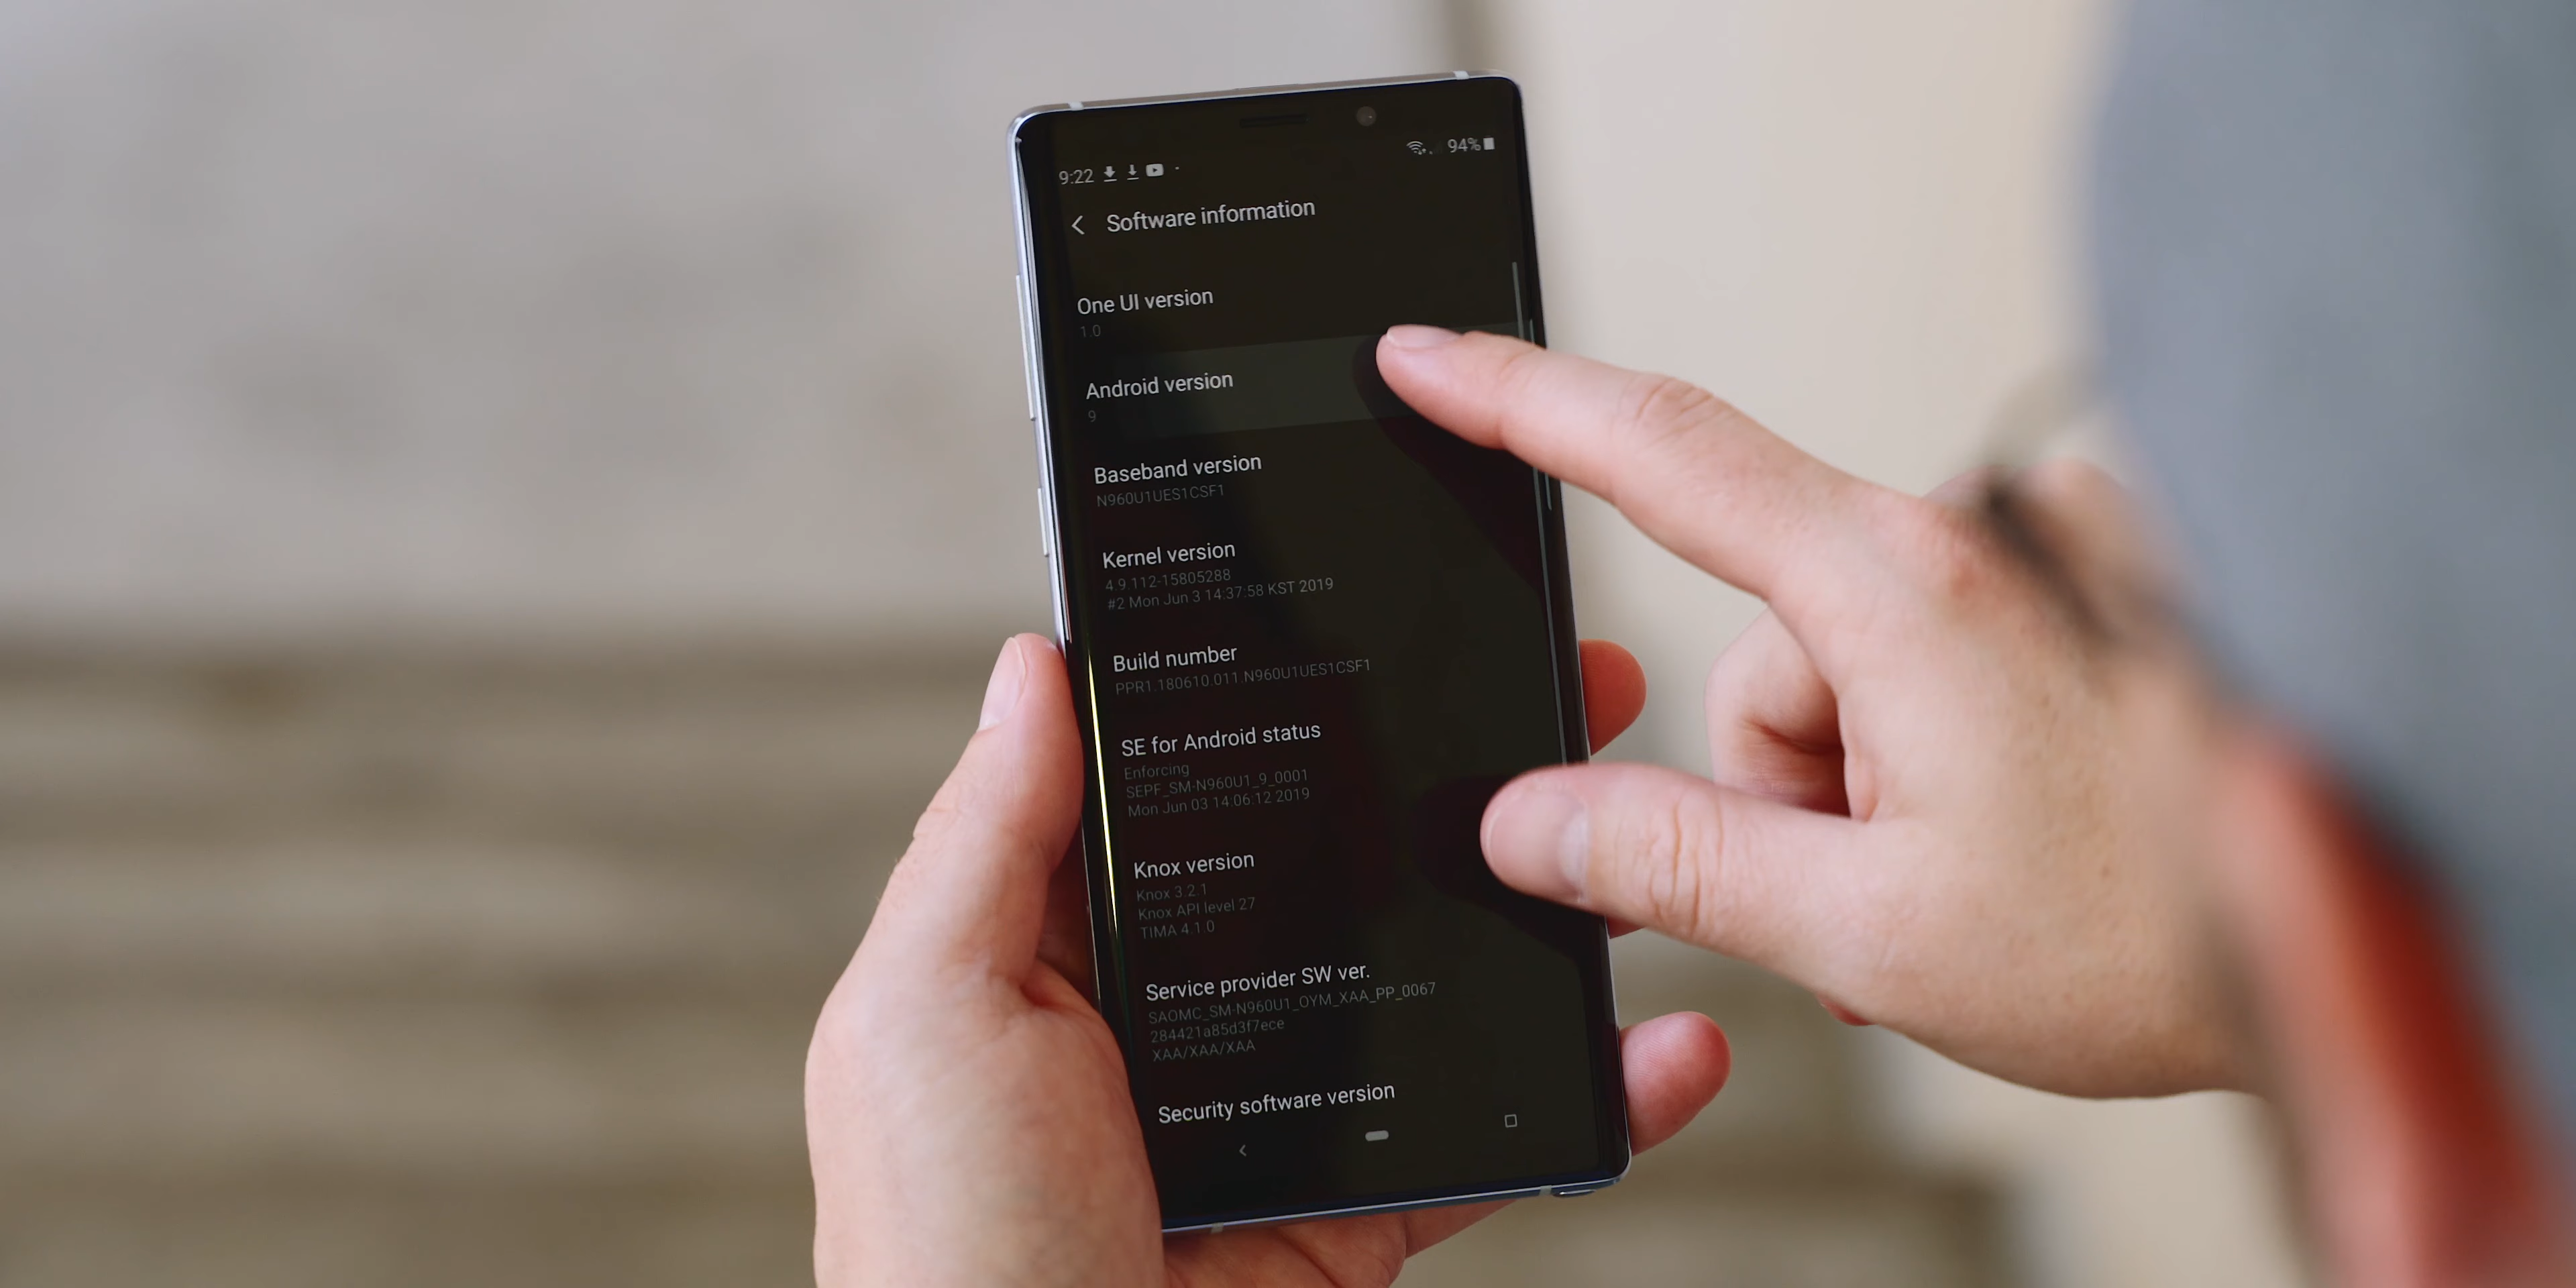 9:22
94%
Software information
One UI version
1.0
Android version
9
Baseband version
N960U1UES1CSF1
Kernel version
4.9.112-15805288
#2 Mon Jun 3 14:37:58 KST 2019
Build number
PPR1.180610.011.N960U1UES1CSF1
SE for Android status
Enforcing
SEPF_SM-N960U1_9_0001
Mon Jun 03 14:06:12 2019
Knox version
Knox 3.2.1
Knox API level 27
TIMA 4.1.0
Service provider SW ver.
SAOMC_SM-N960U1_OYM_XAA_PP_0067
284421a85d3f7ece
XAA/XAA/XAA
Security software version